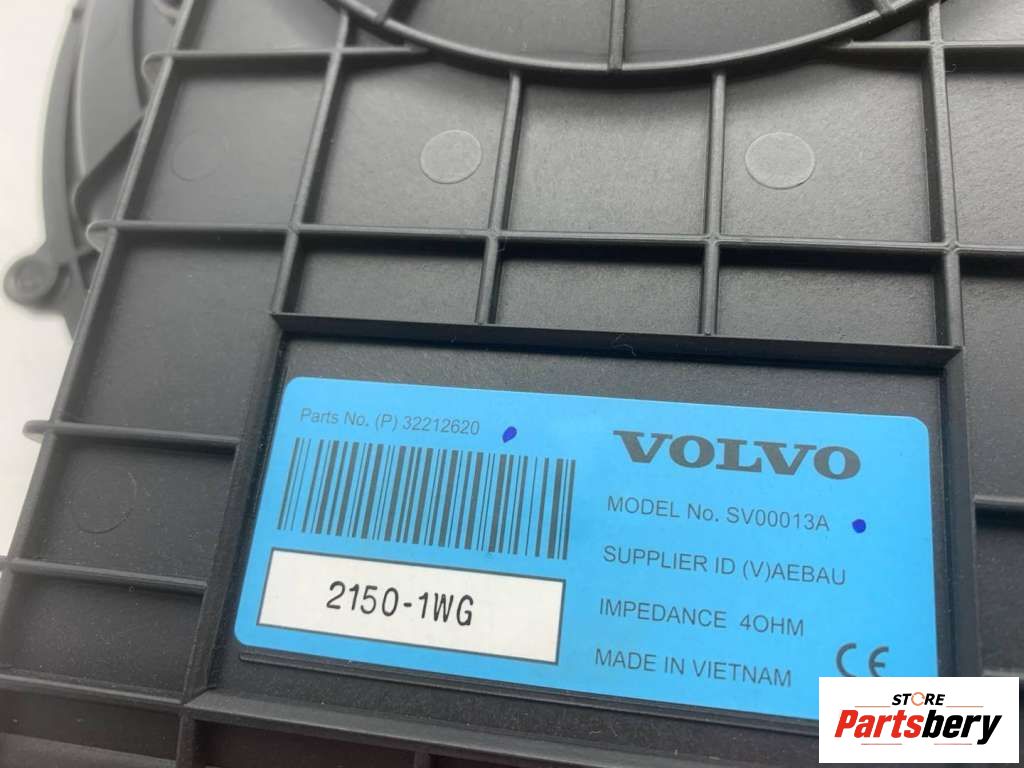 Parts No. (P) 32212620
2150-1WG
VOLVO
MODEL No. SV00013A
SUPPLIER ID (V)AEBAU
IMPEDANCE 4OHM
MADE IN VIETNAM
CE
STORE
Partsbery